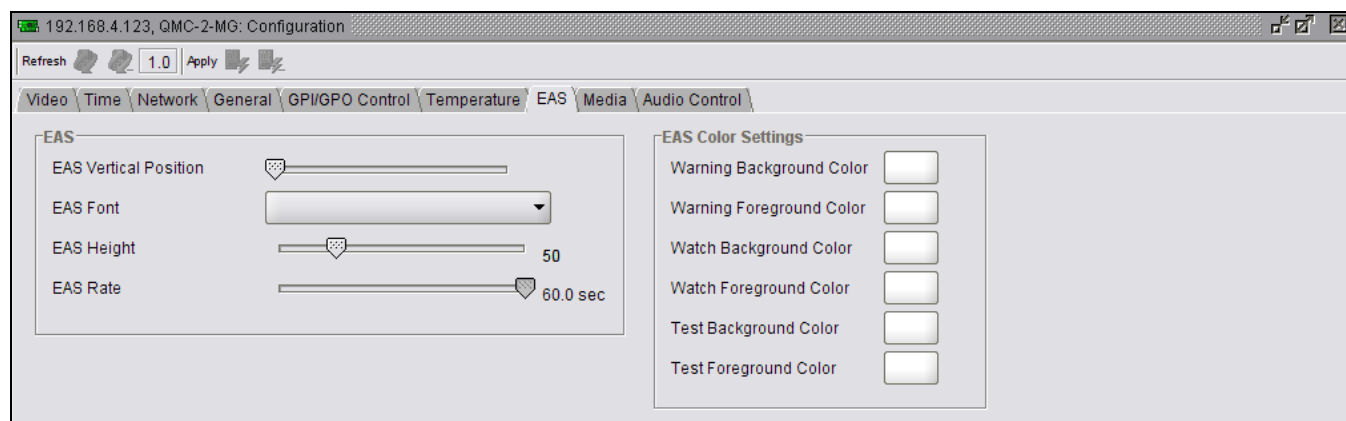 192.168.4.123, QMC-2-MG: Configuration
Refresh 1.0 Apply
Video Time Network General GPI/GPO Control Temperature EAS Media Audio Control
EAS
EAS Vertical Position
EAS Font
EAS Height 50
EAS Rate 60.0 sec
EAS Color Settings
Warning Background Color
Warning Foreground Color
Watch Background Color
Watch Foreground Color
Test Background Color
Test Foreground Color